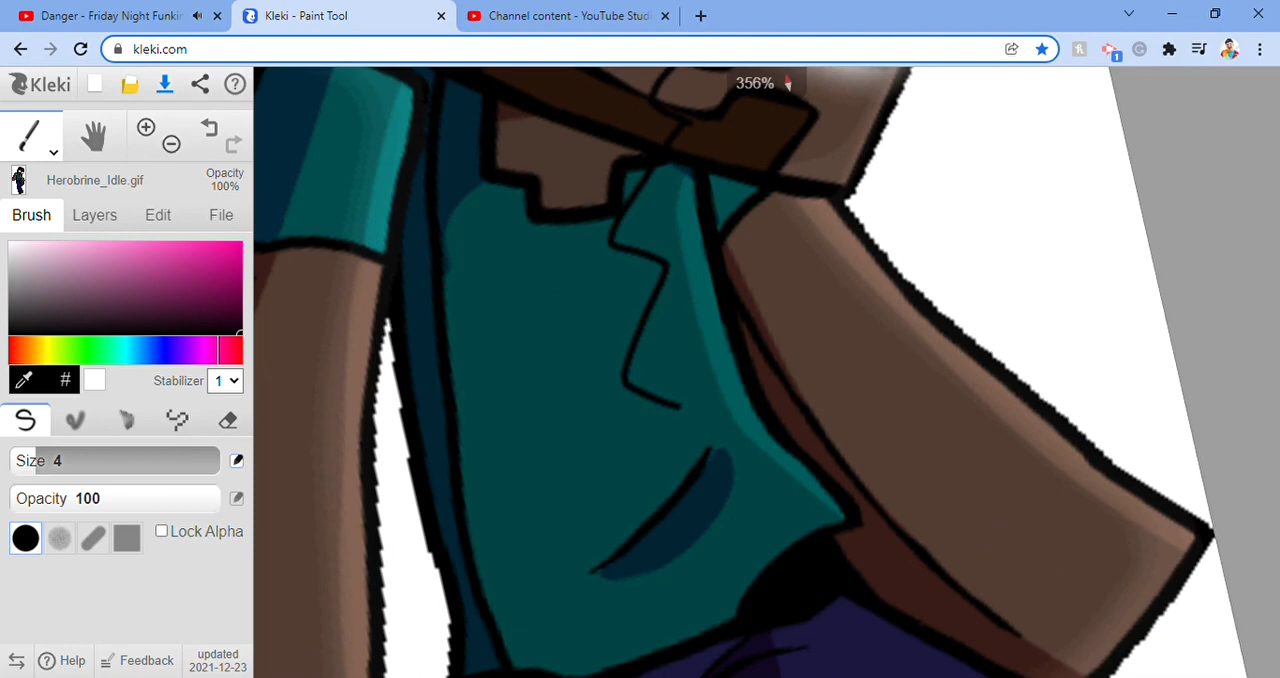 Danger - Friday Night Funkin
Kleki - Paint Tool
Channel content - YouTube Stud
kleki.com
1
Kleki
?
356%
Herobrine_Idle.gif
Opacity
100%
Brush
Layers
Edit
File
#
Stabilizer
1
Size 4
Opacity 100
Lock Alpha
? Help
Feedback
updated
2021-12-23